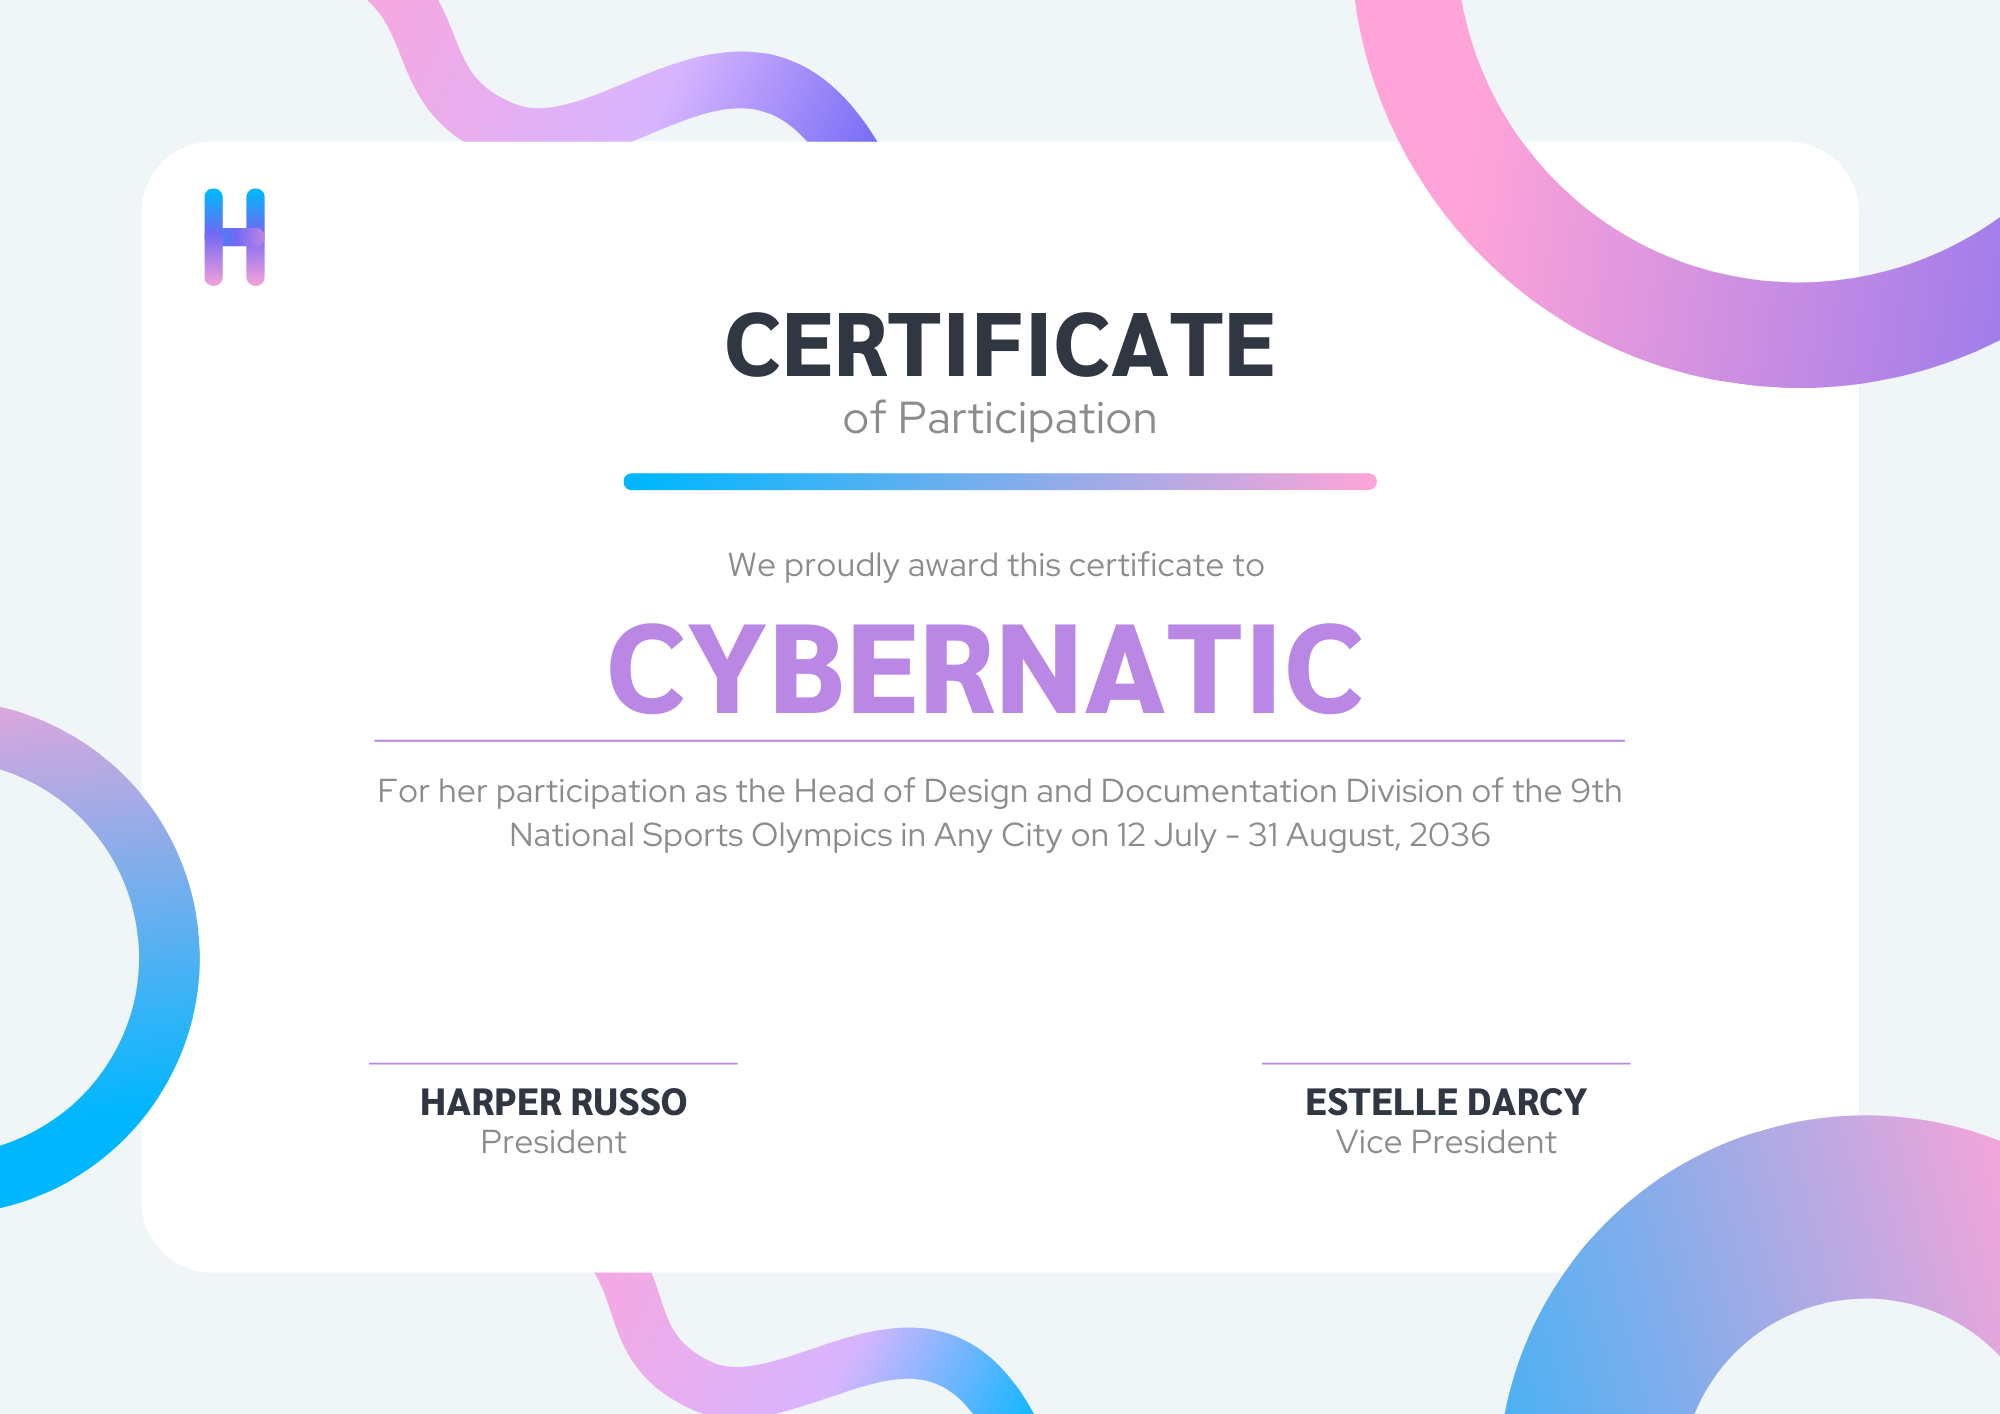 H
CERTIFICATE
of Participation
We proudly award this certificate to
CYBERNATIC
For her participation as the Head of Design and Documentation Division of the 9th
National Sports Olympics in Any City on 12 July - 31 August, 2036
HARPER RUSSO
President
ESTELLE DARCY
Vice President